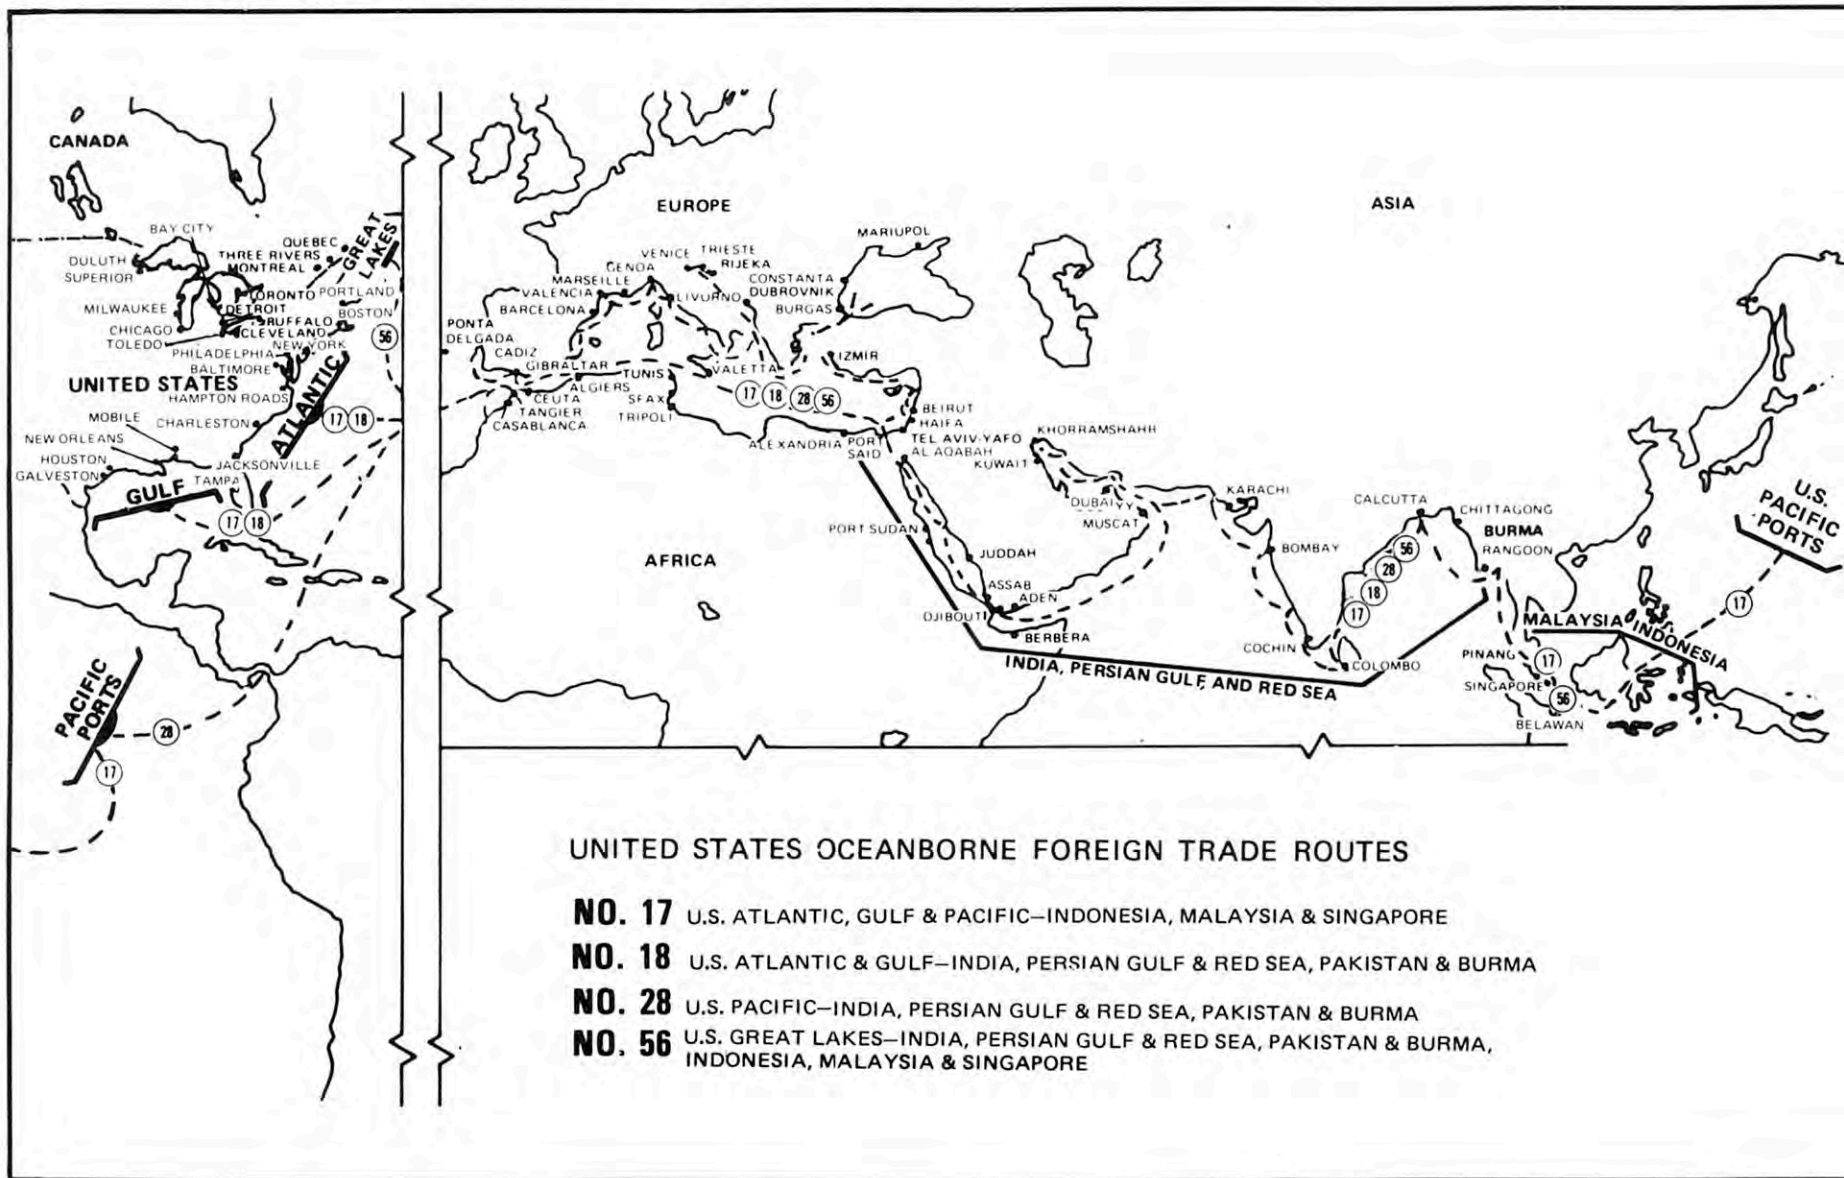 CANADA
BAY CITY
DULUTH
SUPERIOR
QUEBEC
THREE RIVERS
MONTREAL
GREAT
LAKES
TORONTO
PORTLAND
MILWAUKEE
DETROIT
BOSTON
BUFFALO
CHICAGO
CLEVELAND
TOLEDO
NEW YORK
56
PHILADELPHIA
BALTIMORE
UNITED STATES
HAMPTON ROADS
ATLANTIC
17 18
MOBILE
CHARLESTON
NEW ORLEANS
HOUSTON
JACKSONVILLE
GALVESTON
TAMPA
GULF
17 18
PACIFIC
PORTS
28
17
EUROPE
ASIA
MARIUPOL
VENICE TRIESTE
RIJEKA
GENOA
MARSEILLE
CONSTANTA
VALENCIA
LIVURNO
DUBROVNIK
BARCELONA
BURGAS
PONTA
DELGADA
CADIZ
GIBRALTAR
TUNIS
VALETTA
IZMIR
ALGIERS
CEUTA
TANGIER
CASABLANCA
SFAX
TRIPOLI
17 18 28 56
BEIRUT
HAIFA
ALEXANORIA
PORT
SAID
TEL AVIV-YAFO
AL AQABAH
KHORRAMSHAHR
KUWAIT
DUBAIYY
MUSCAT
KARACHI
CALCUTTA
CHITTAGONG
BURMA
RANGOON
U.S.
PACIFIC
PORTS
PORT SUDAN
JUDDAH
BOMBAY
56
28
18
17
AFRICA
ASSAB
ADEN
DJIBOUTI
BERBERA
COCHIN
COLOMBO
INDIA, PERSIAN GULF, AND RED SEA
17
MALAYSIA INDONESIA
PINANG
17
SINGAPORE
56
BELAWAN
UNITED STATES OCEANBORNE FOREIGN TRADE ROUTES
NO. 17 U.S. ATLANTIC, GULF & PACIFIC–INDONESIA, MALAYSIA & SINGAPORE
NO. 18 U.S. ATLANTIC & GULF–INDIA, PERSIAN GULF & RED SEA, PAKISTAN & BURMA
NO. 28 U.S. PACIFIC–INDIA, PERSIAN GULF & RED SEA, PAKISTAN & BURMA
NO. 56 U.S. GREAT LAKES–INDIA, PERSIAN GULF & RED SEA, PAKISTAN & BURMA,
INDONESIA, MALAYSIA & SINGAPORE